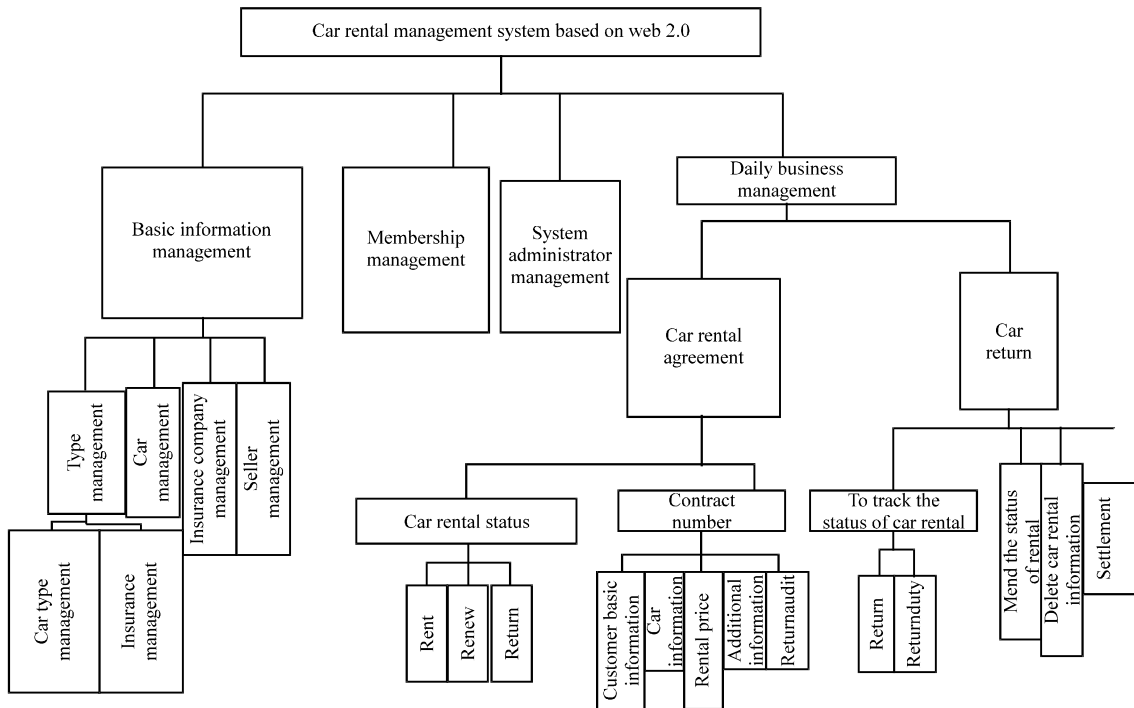 Car rental management system based on web 2.0
Basic information
management
Membership
management
System
administrator
management
Daily business
management
Car rental
agreement
Car
return
Type
management
Car
management
Insurance company
management
Seller
management
Car type
management
Insurance
management
Car rental status
Contract
number
To track the
status of car rental
Mend the status
of rental
Delete car rental
information
Settlement
Rent
Renew
Return
Customer basic
information
Car
information
Rental price
Additional
information
Returnaudit
Return
Returnduty